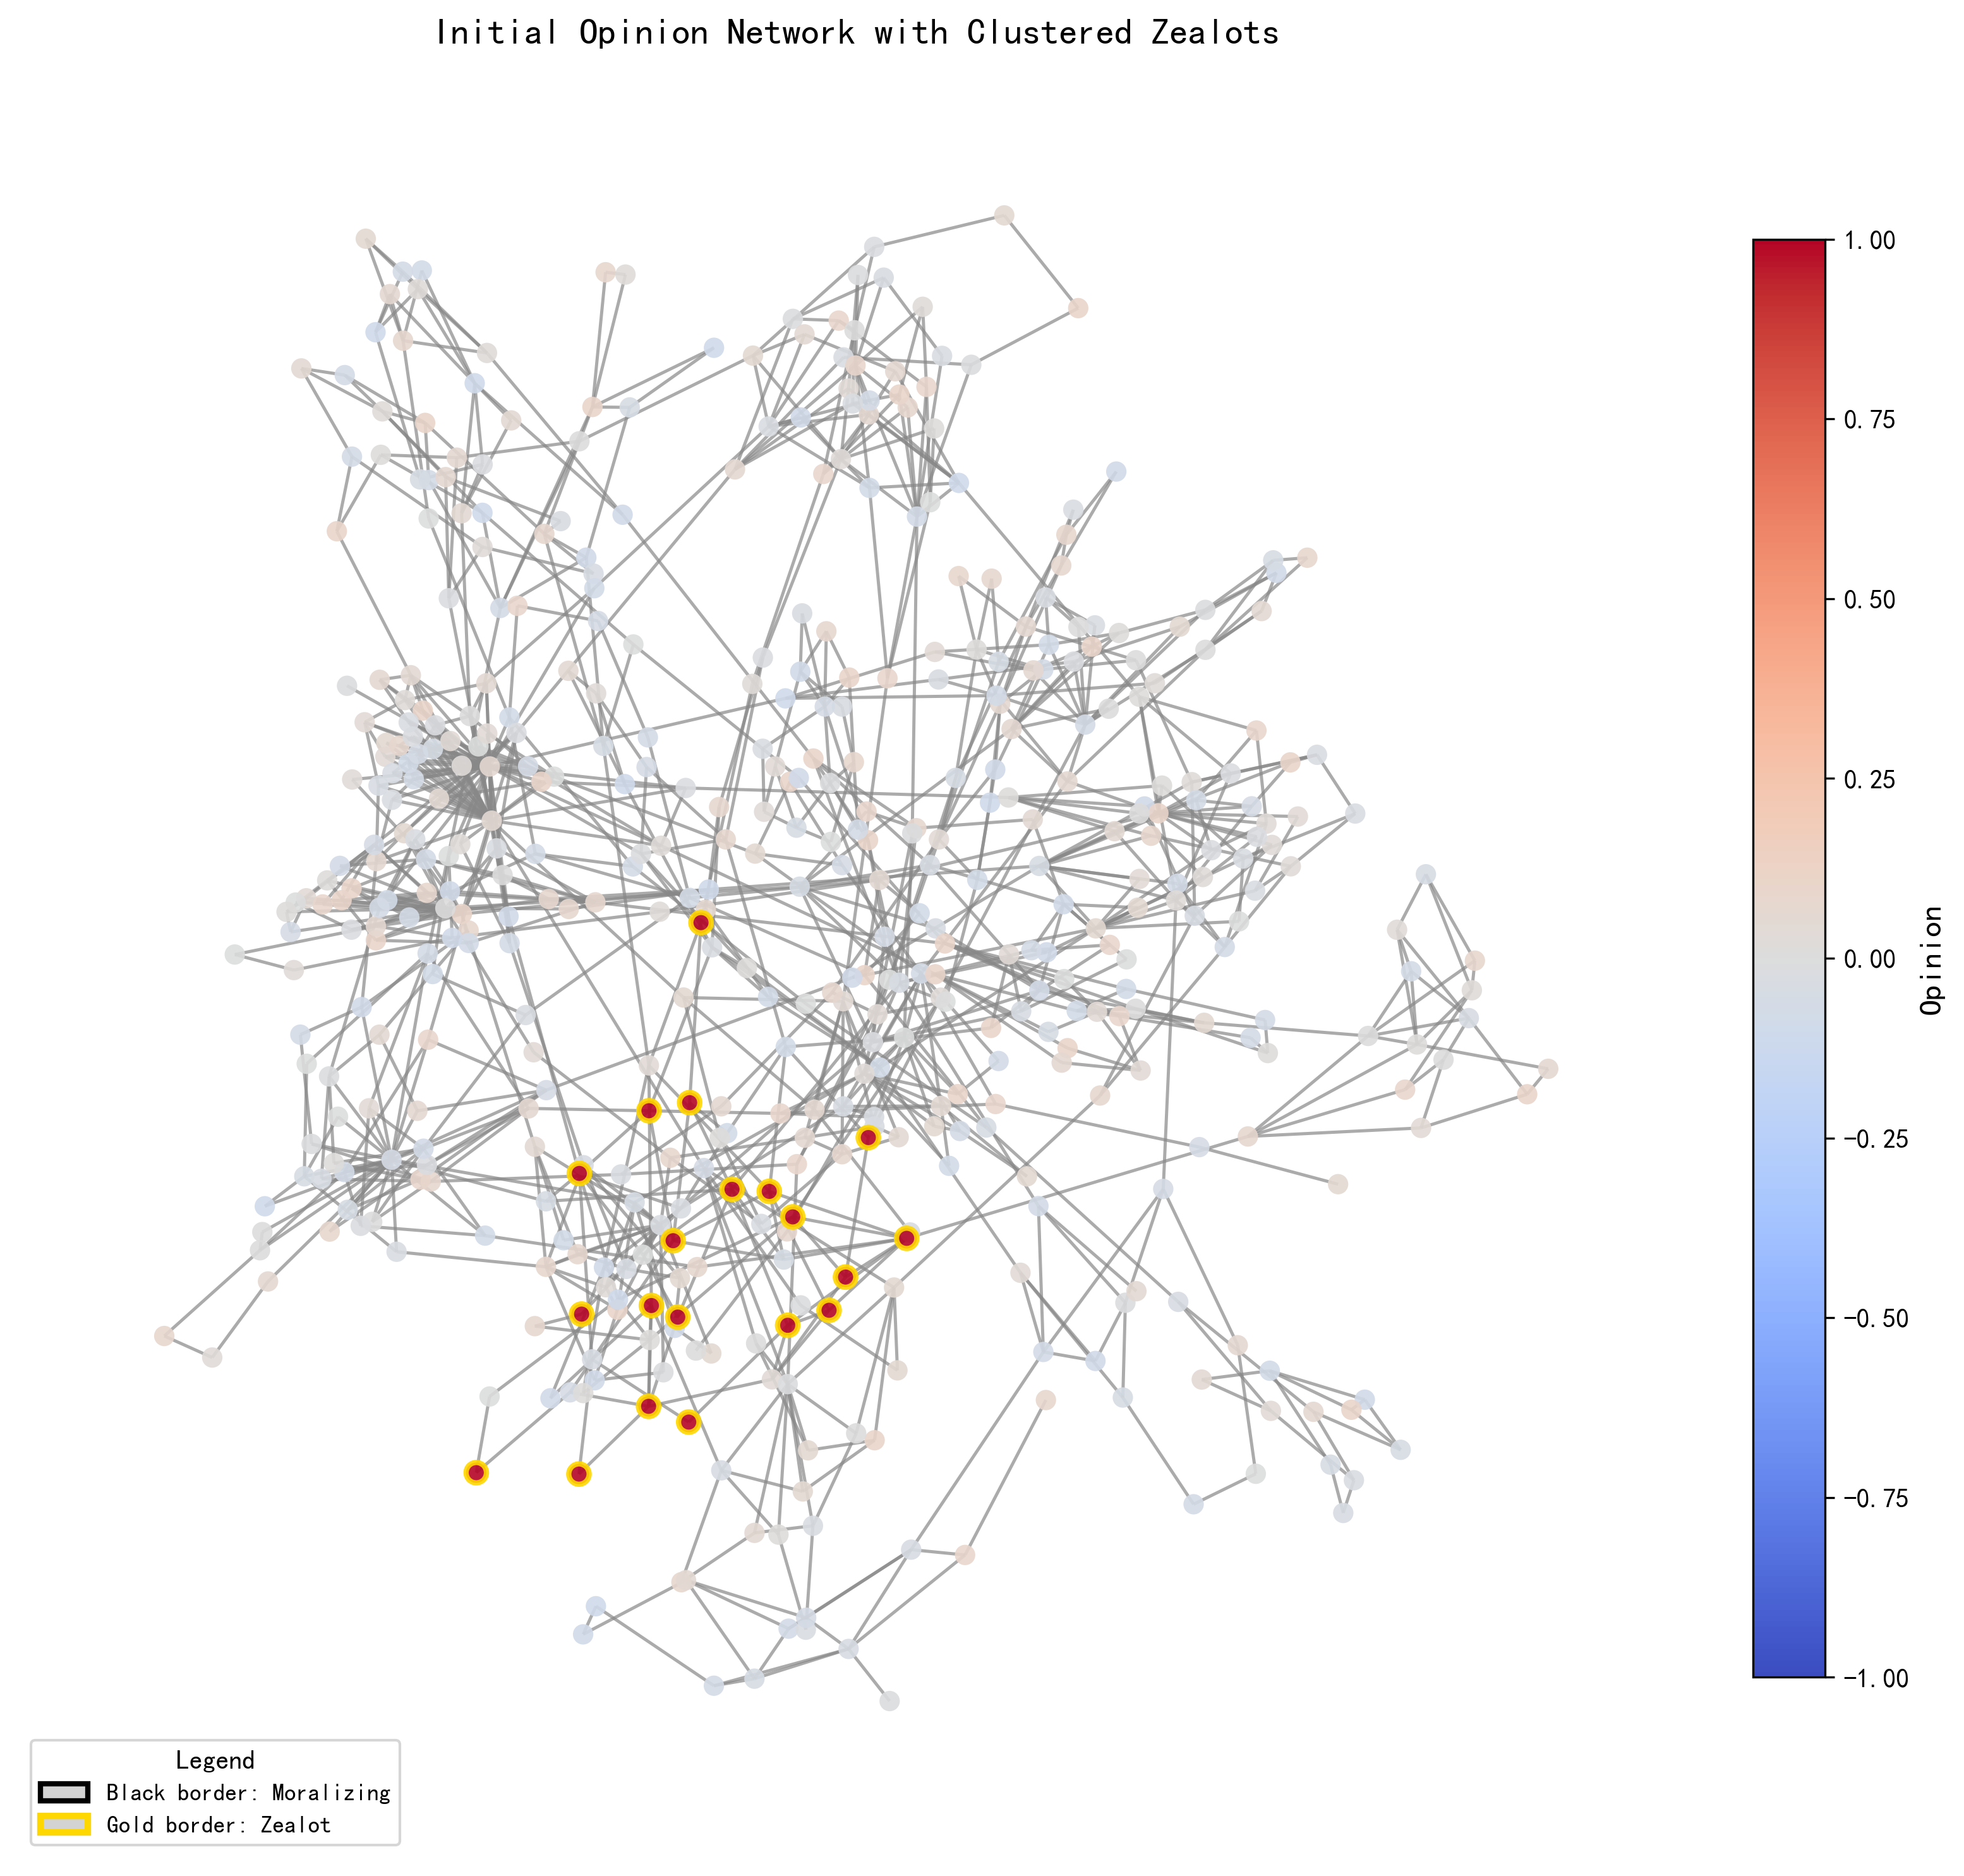 Initial Opinion Network with Clustered Zealots
1.00
0.75
0.50
0.25
0.00
−0.25
−0.50
−0.75
−1.00
Opinion
Legend
Black border: Moralizing
Gold border: Zealot